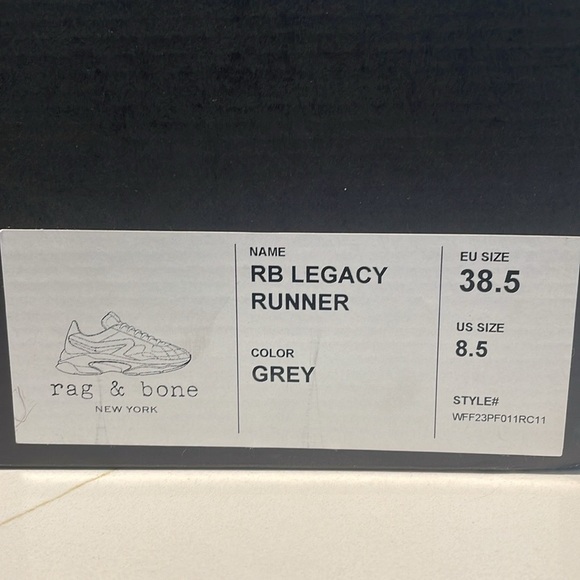 rag & bone
NEW YORK
NAME
RB LEGACY
RUNNER
COLOR
GREY
EU SIZE
38.5
US SIZE
8.5
STYLE#
WFF23PF011RC11